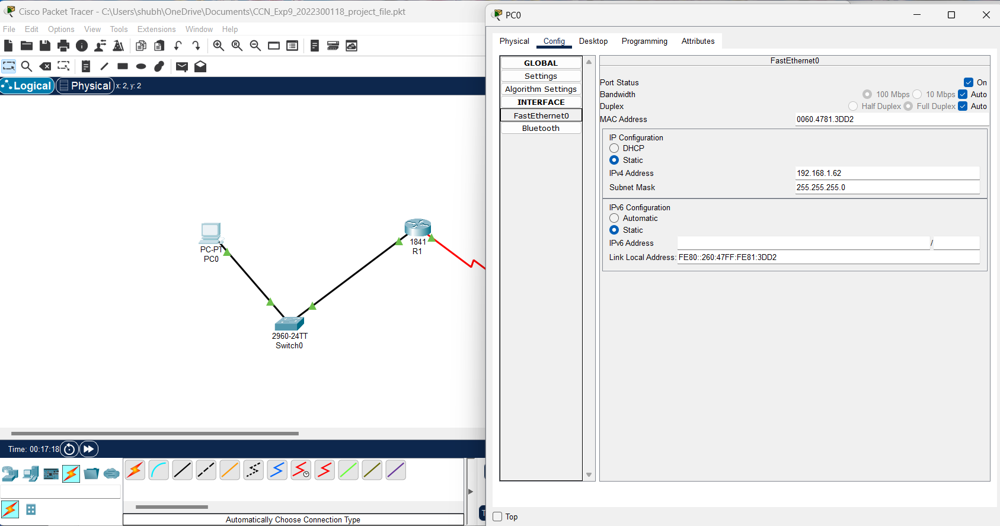 Cisco Packet Tracer - C:\Users\shubh\OneDrive\Documents\CCN_Exp9_2022300118_project_file.pkt
File Edit Options View Tools Extensions Window Help
Logical Physical x: 2, y: 2
PC-PT
PC0
1841
R1
2960-24TT
Switch0
Time: 00:17:18
Automatically Choose Connection Type
PC0
Physical Config Desktop Programming Attributes
GLOBAL
Settings
Algorithm Settings
INTERFACE
FastEthernet0
Bluetooth
FastEthernet0
Port Status On
Bandwidth 100 Mbps 10 Mbps Auto
Duplex Half Duplex Full Duplex Auto
MAC Address 0060.4781.3DD2
IP Configuration
DHCP
Static
IPv4 Address 192.168.1.62
Subnet Mask 255.255.255.0
IPv6 Configuration
Automatic
Static
IPv6 Address /
Link Local Address: FE80::260:47FF:FE81:3DD2
Top